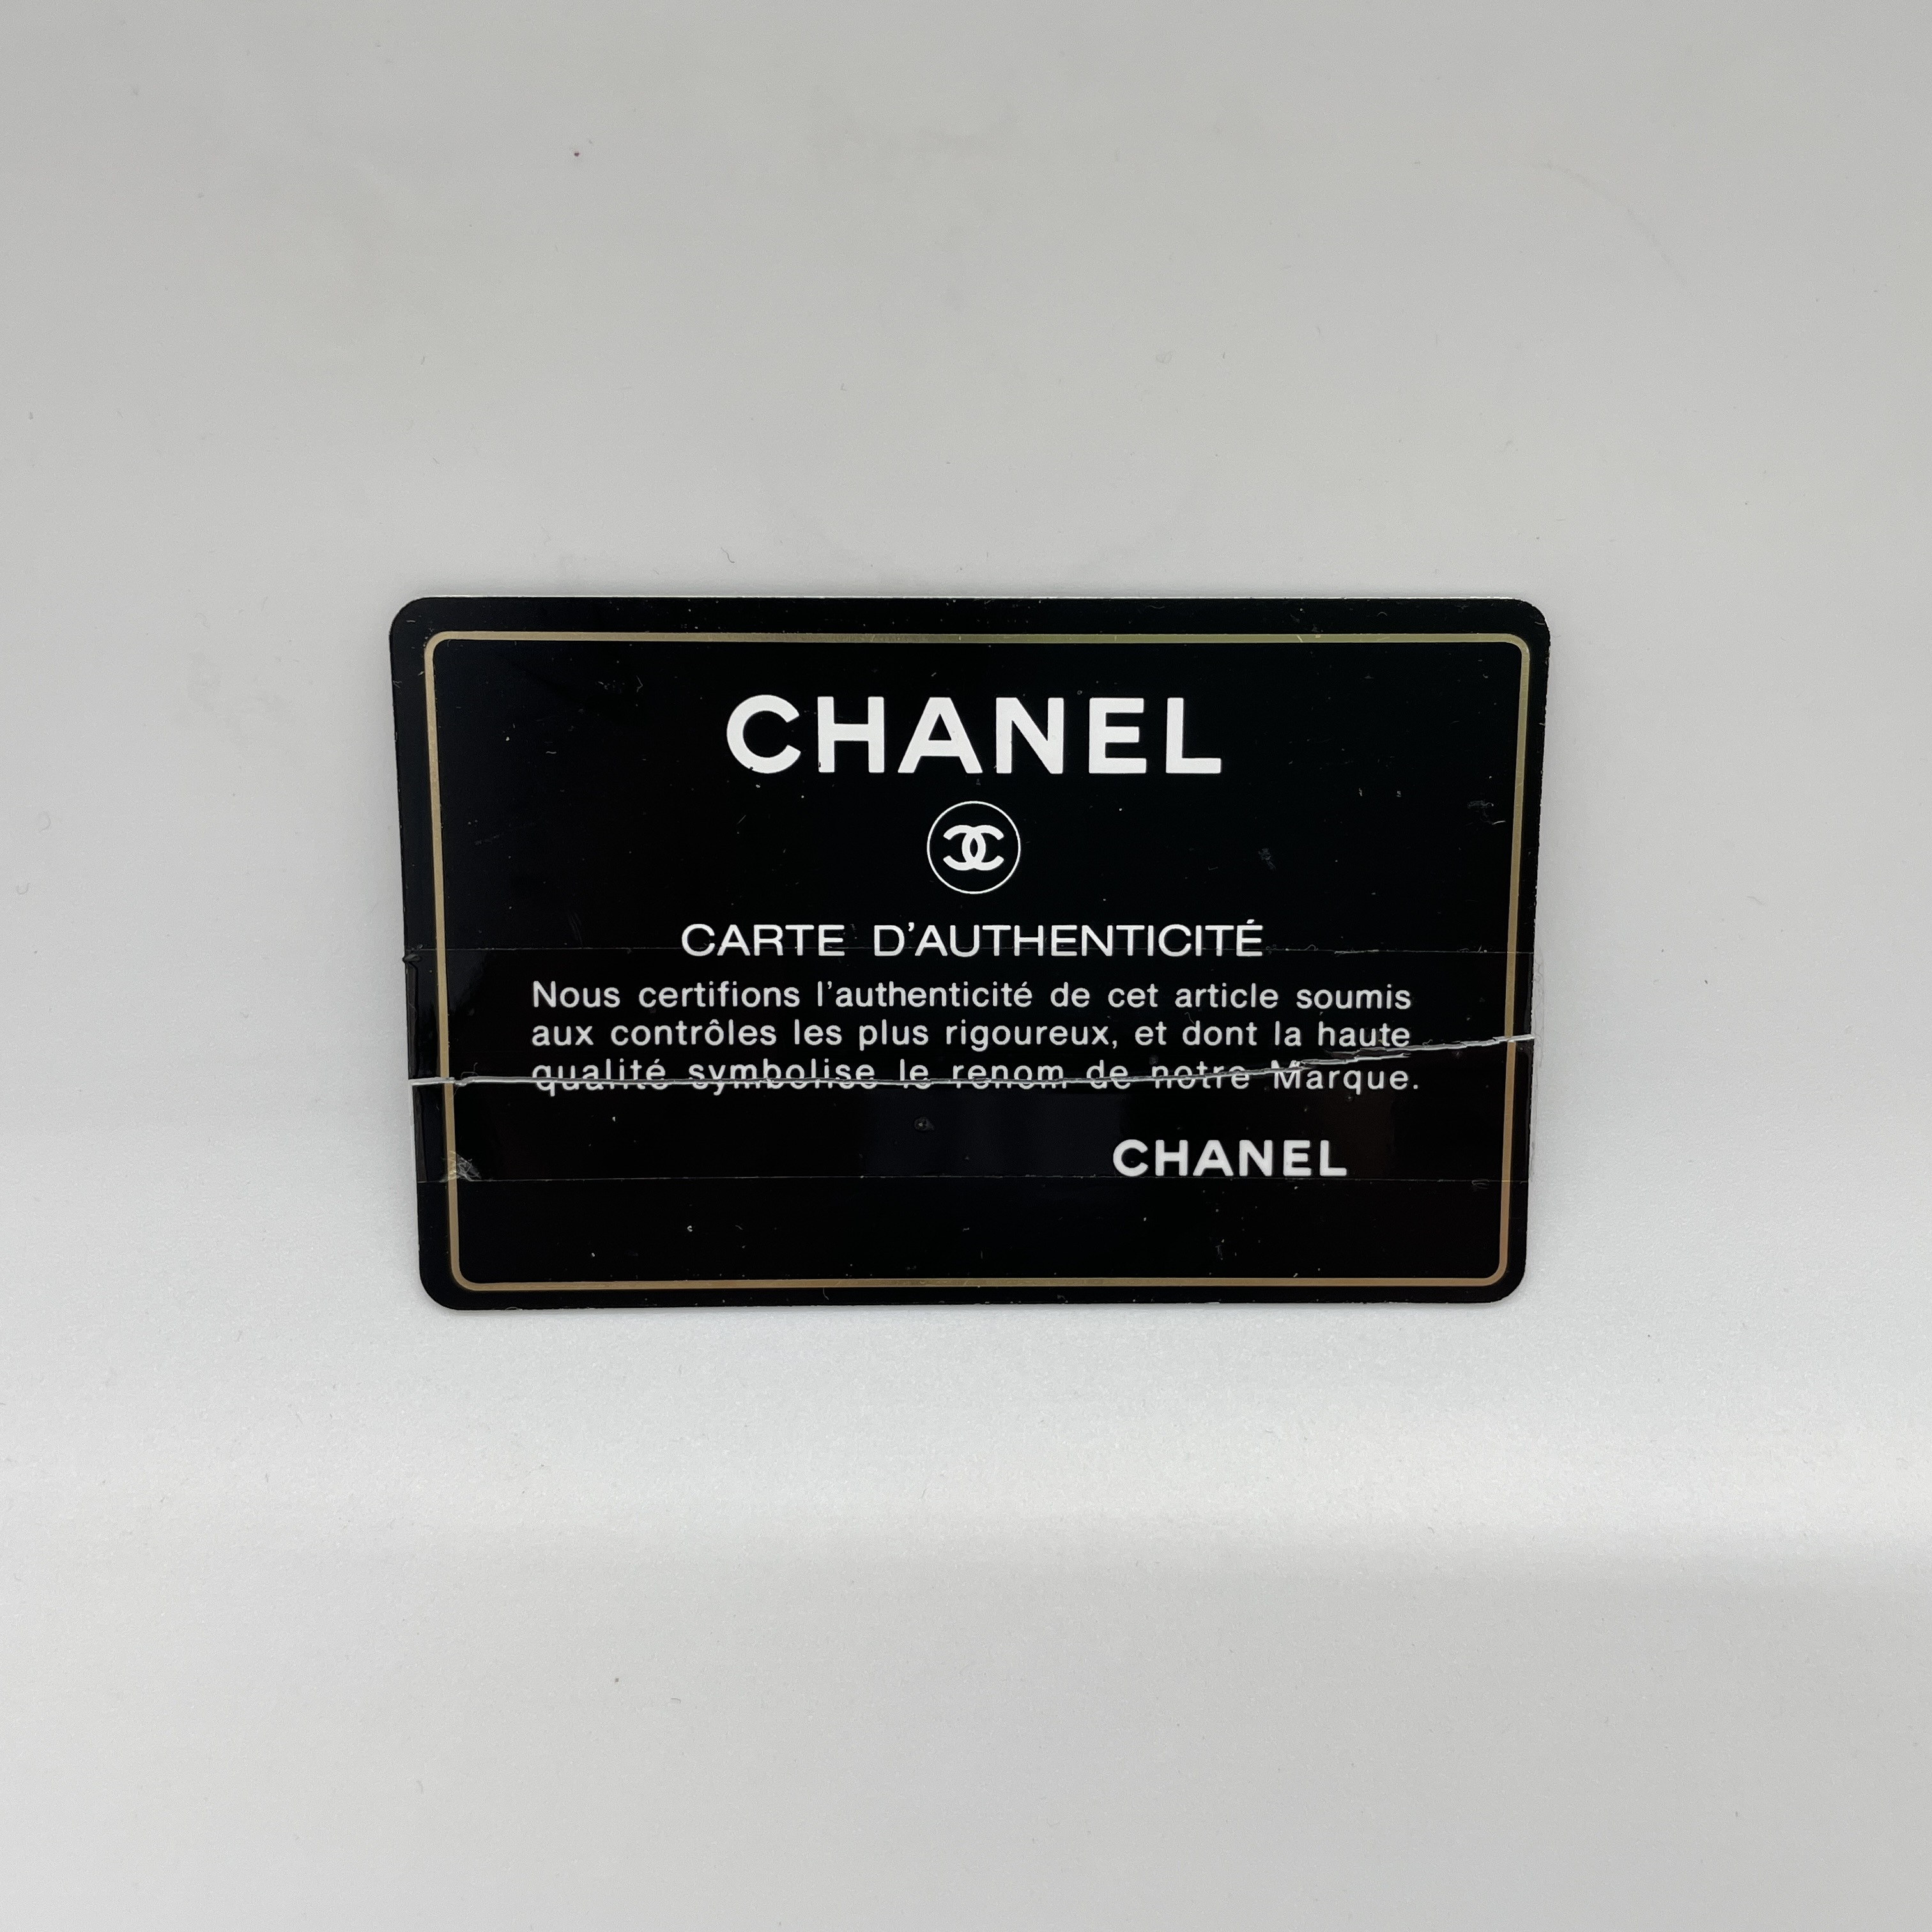 CHANEL
CARTE D'AUTHENTICITÉ
Nous certifions l'authenticité de cet article soumis
aux contrôles les plus rigoureux, et dont la haute
qualité symbolise le renom de notre Marque.
CHANEL